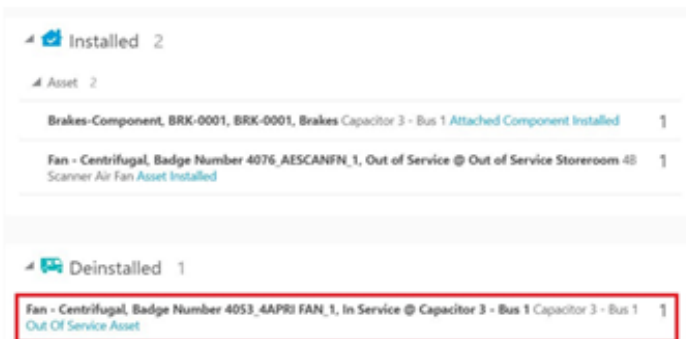 Installed 2
Asset 2
Brakes-Component, BRK-0001, BRK-0001, Brakes Capacitor 3 - Bus 1 Attached Component Installed 1
Fan - Centrifugal, Badge Number 4076_AESCANFN_1, Out of Service @ Out of Service Storeroom 4B 1
Scanner Air Fan Asset Installed
Deinstalled 1
Fan - Centrifugal, Badge Number 4053_4APRI FAN_1, In Service @ Capacitor 3 - Bus 1 Capacitor 3 - Bus 1 1
Out Of Service Asset